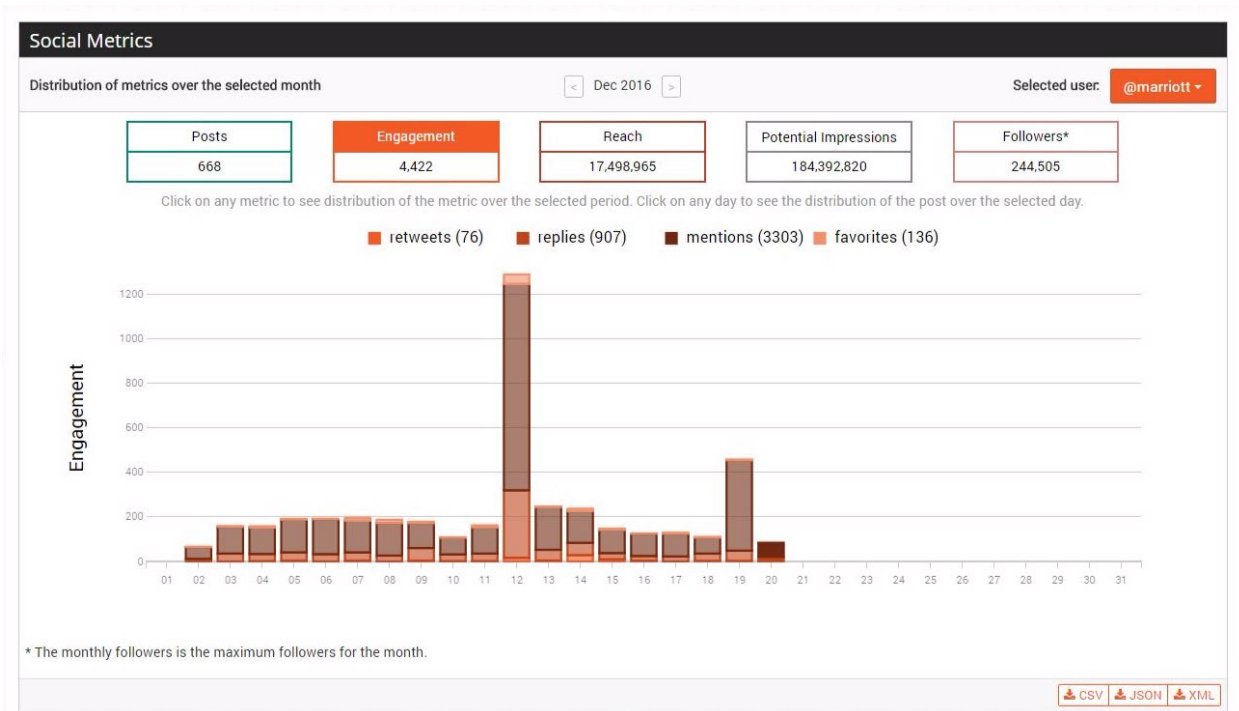 Social Metrics
Distribution of metrics over the selected month
< Dec 2016 >
Selected user: @marriott
Posts
668
Engagement
4,422
Reach
17,498,965
Potential Impressions
184,392,820
Followers*
244,505
Click on any metric to see distribution of the metric over the selected period. Click on any day to see the distribution of the post over the selected day.
retweets (76) replies (907) mentions (3303) favorites (136)
Engagement
1200
1000
800
600
400
200
0
01 02 03 04 05 06 07 08 09 10 11 12 13 14 15 16 17 18 19 20 21 22 23 24 25 26 27 28 29 30 31
* The monthly followers is the maximum followers for the month.
CSV JSON XML